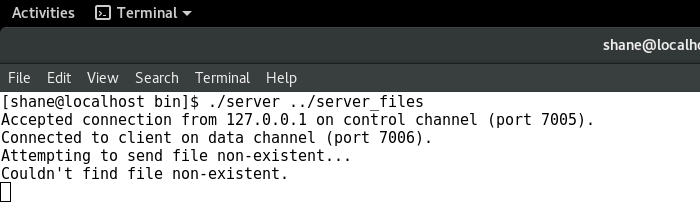 Activities Terminal
shane@localh
File Edit View Search Terminal Help
[shane@localhost bin]$ ./server ../server_files
Accepted connection from 127.0.0.1 on control channel (port 7005).
Connected to client on data channel (port 7006).
Attempting to send file non-existent...
Couldn't find file non-existent.